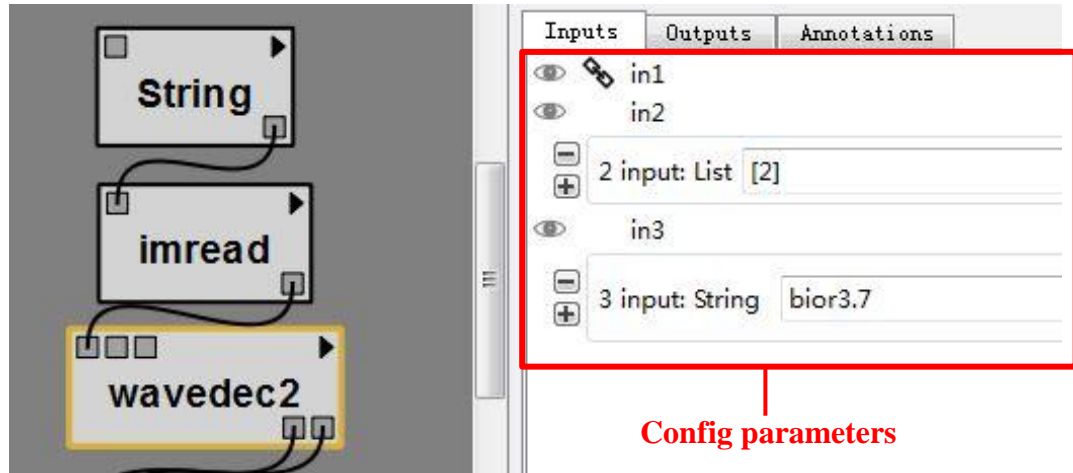 String
imread
wavedec2
Inputs Outputs Annotations
in1
in2
2 input: List [2]
in3
3 input: String bior3.7
Config parameters